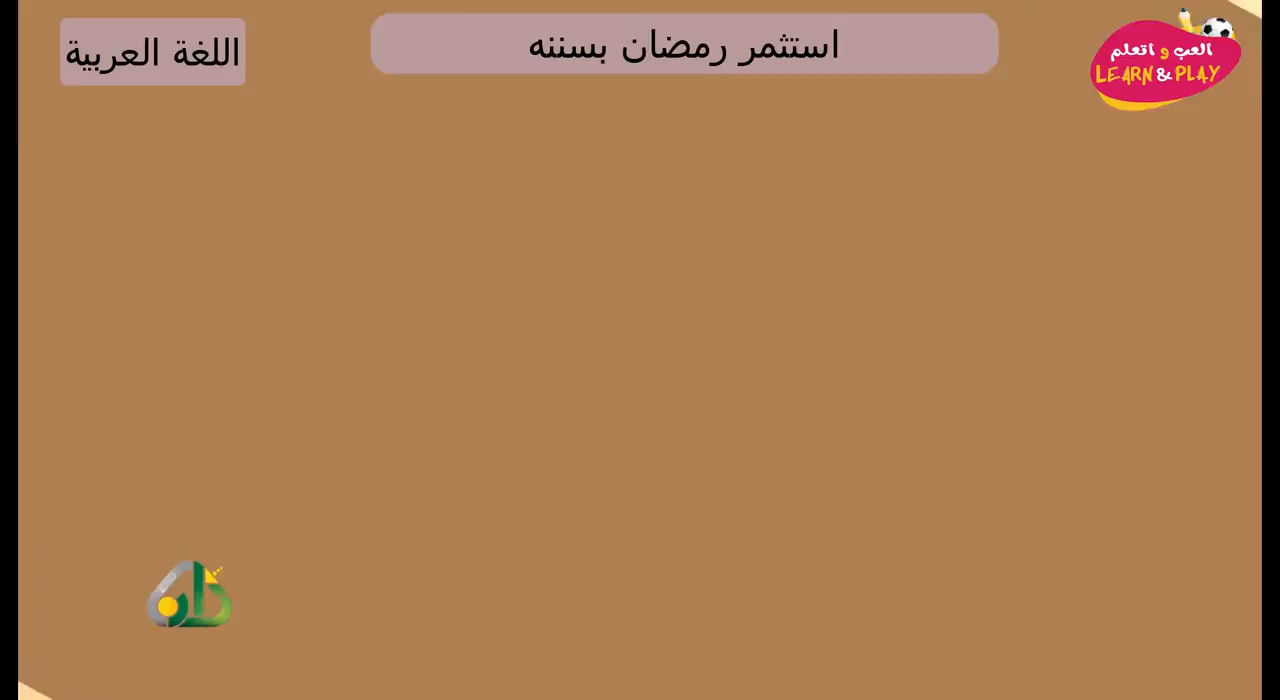 استثمر رمضان بسننه
اللغة العربية
العب و اتعلم
LEARN & PLAY